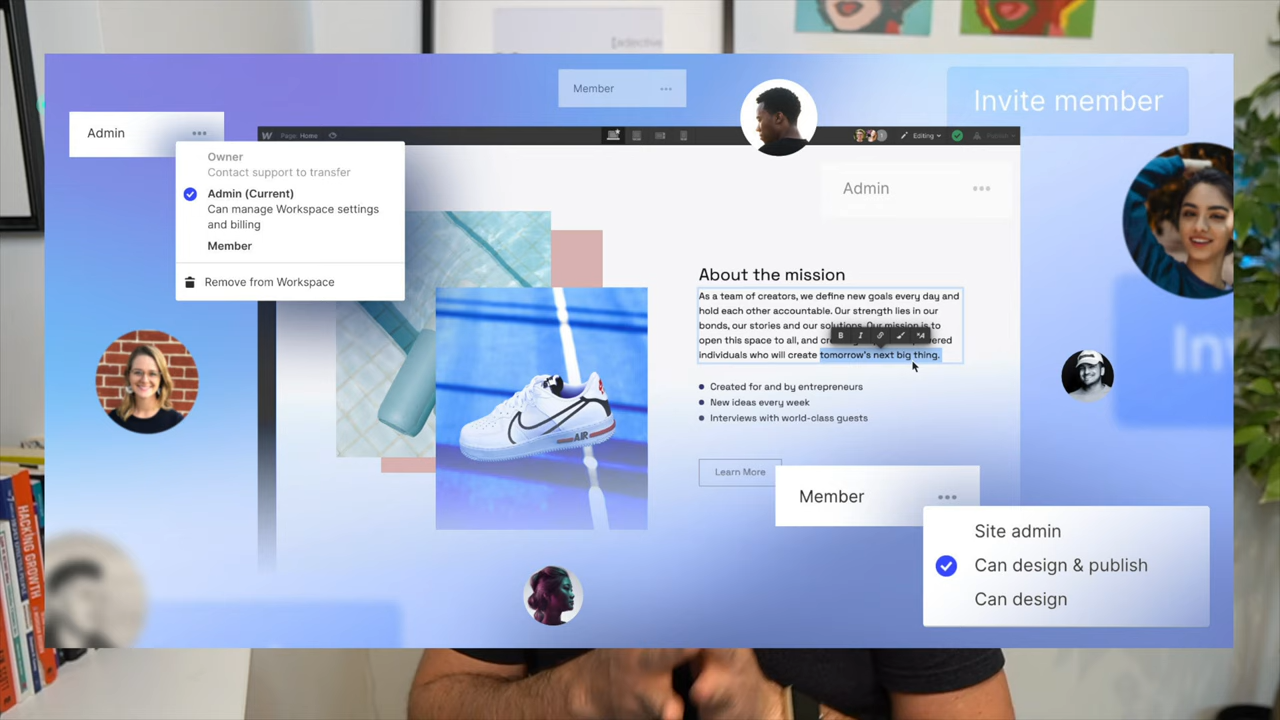 Member
Invite member
Admin
Page: Home
Editing
Publish
Owner
Contact support to transfer
Admin (Current)
Can manage Workspace settings
and billing
Member
Remove from Workspace
Admin
About the mission
As a team of creators, we define new goals every day and
hold each other accountable. Our strength lies in our
bonds, our stories and our solutions. Our mission is to
open this space to all, and
individuals who will create tomorrow's next big thing.
B I
Created for and by entrepreneurs
New ideas every week
Interviews with world-class guests
AIR
Learn More
Member
Site admin
Can design & publish
Can design
HACKING GROWTH